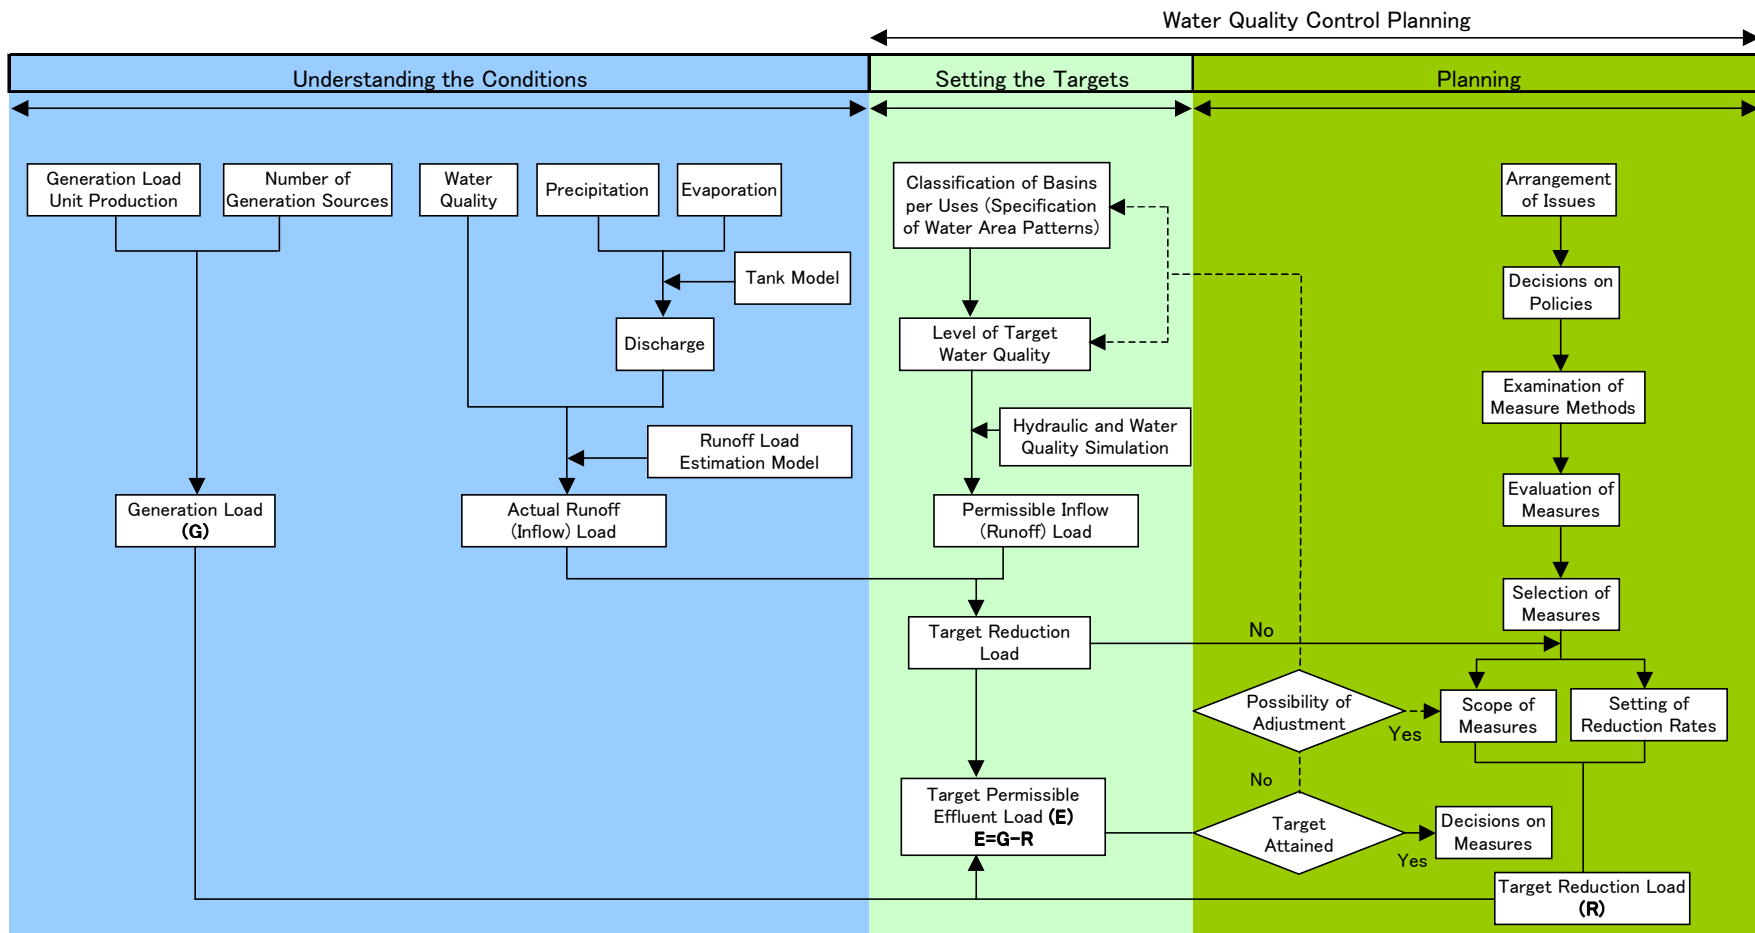 Water Quality Control Planning
Understanding the Conditions
Setting the Targets
Planning
Generation Load
Unit Production
Number of
Generation Sources
Water
Quality
Precipitation
Evaporation
Tank Model
Discharge
Runoff Load
Estimation Model
Generation Load
(G)
Actual Runoff
(Inflow) Load
Classification of Basins
per Uses (Specification
of Water Area Patterns)
Level of Target
Water Quality
Hydraulic and Water
Quality Simulation
Permissible Inflow
(Runoff) Load
Target Reduction
Load
No
Target Permissible
Effluent Load (E)
E=G-R
Arrangement
of Issues
Decisions on
Policies
Examination of
Measure Methods
Evaluation of
Measures
Selection of
Measures
Possibility of
Adjustment
Yes
Scope of
Measures
Setting of
Reduction Rates
No
Target
Attained
Yes
Decisions on
Measures
Target Reduction Load
(R)